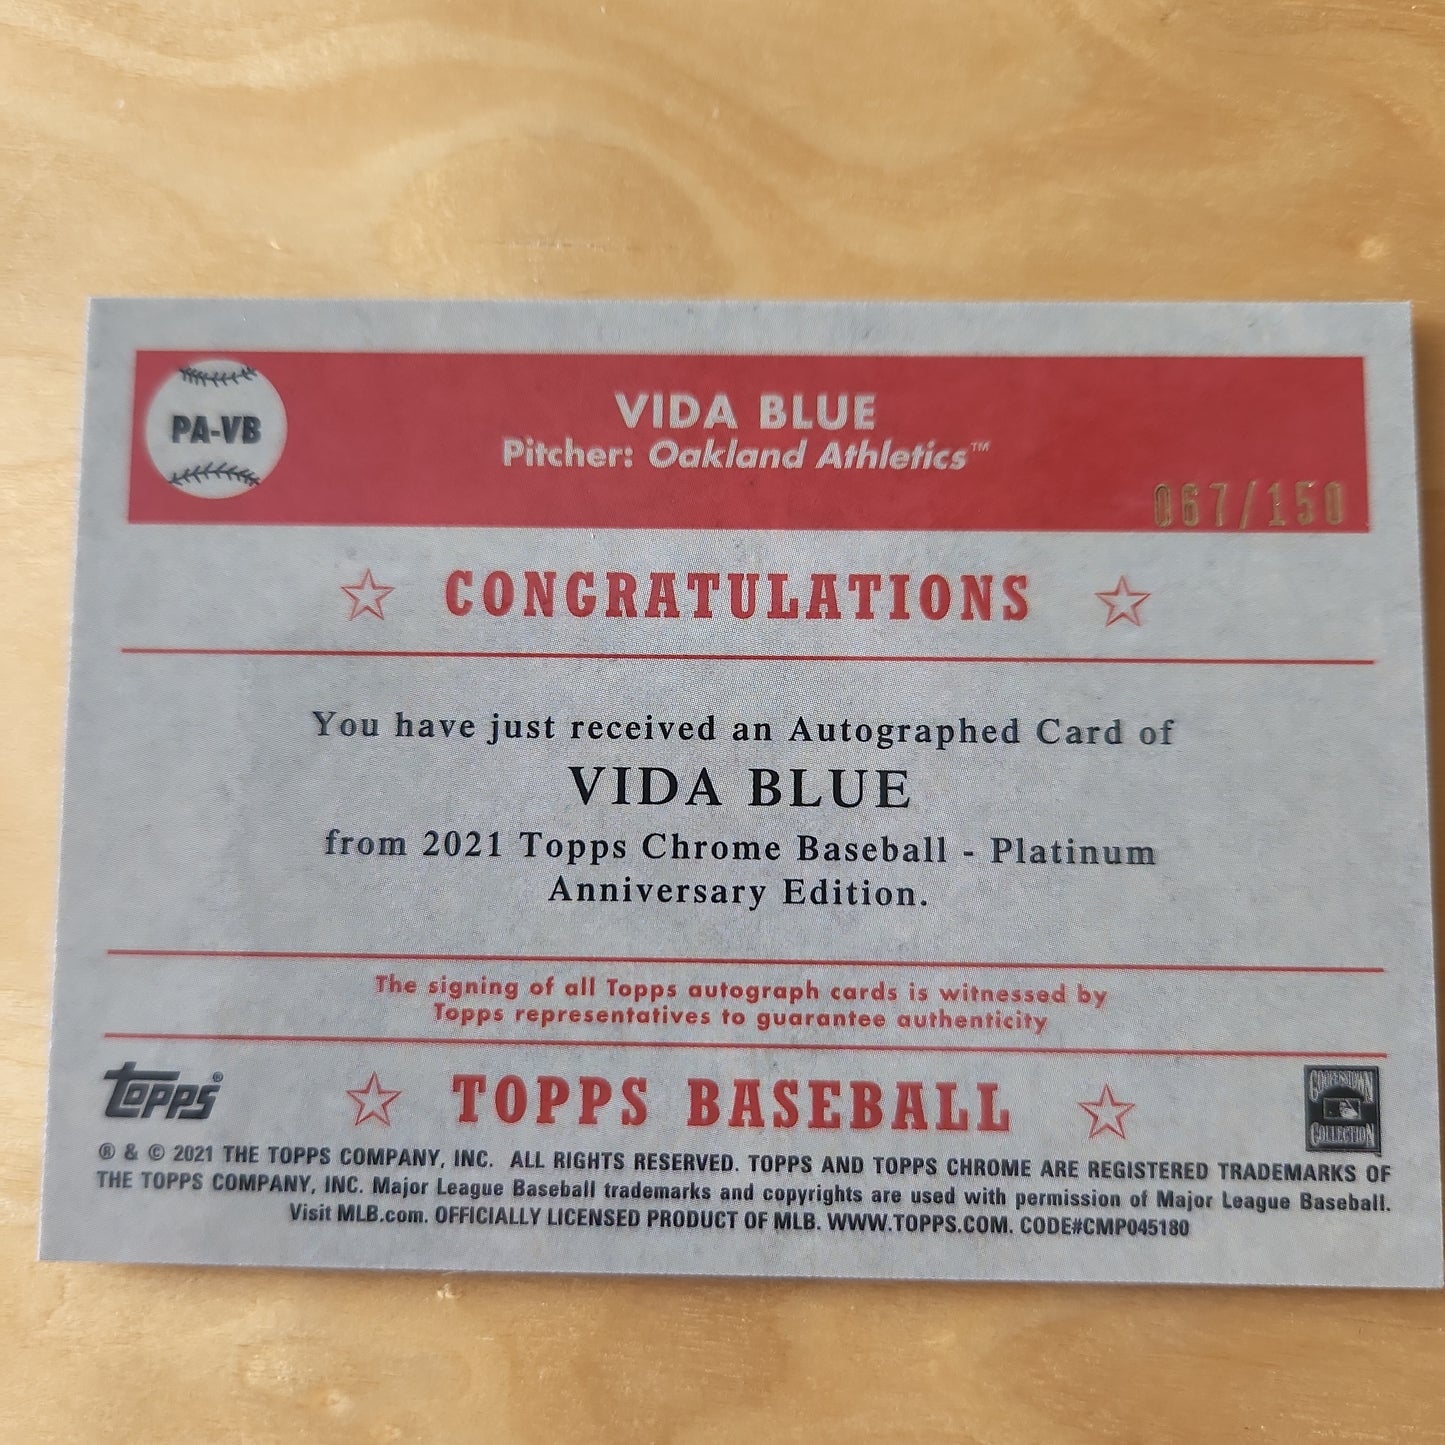 PA-VB
VIDA BLUE
Pitcher: Oakland Athletics™
067/150
☆ CONGRATULATIONS ☆
You have just received an Autographed Card of
VIDA BLUE
from 2021 Topps Chrome Baseball - Platinum
Anniversary Edition.
The signing of all Topps autograph cards is witnessed by
Topps representatives to guarantee authenticity
Topps®
☆ TOPPS BASEBALL ☆
COOPERSTOWN
COLLECTION
® & © 2021 THE TOPPS COMPANY, INC. ALL RIGHTS RESERVED. TOPPS AND TOPPS CHROME ARE REGISTERED TRADEMARKS OF
THE TOPPS COMPANY, INC. Major League Baseball trademarks and copyrights are used with permission of Major League Baseball.
Visit MLB.com. OFFICIALLY LICENSED PRODUCT OF MLB. WWW.TOPPS.COM. CODE#CMP045180